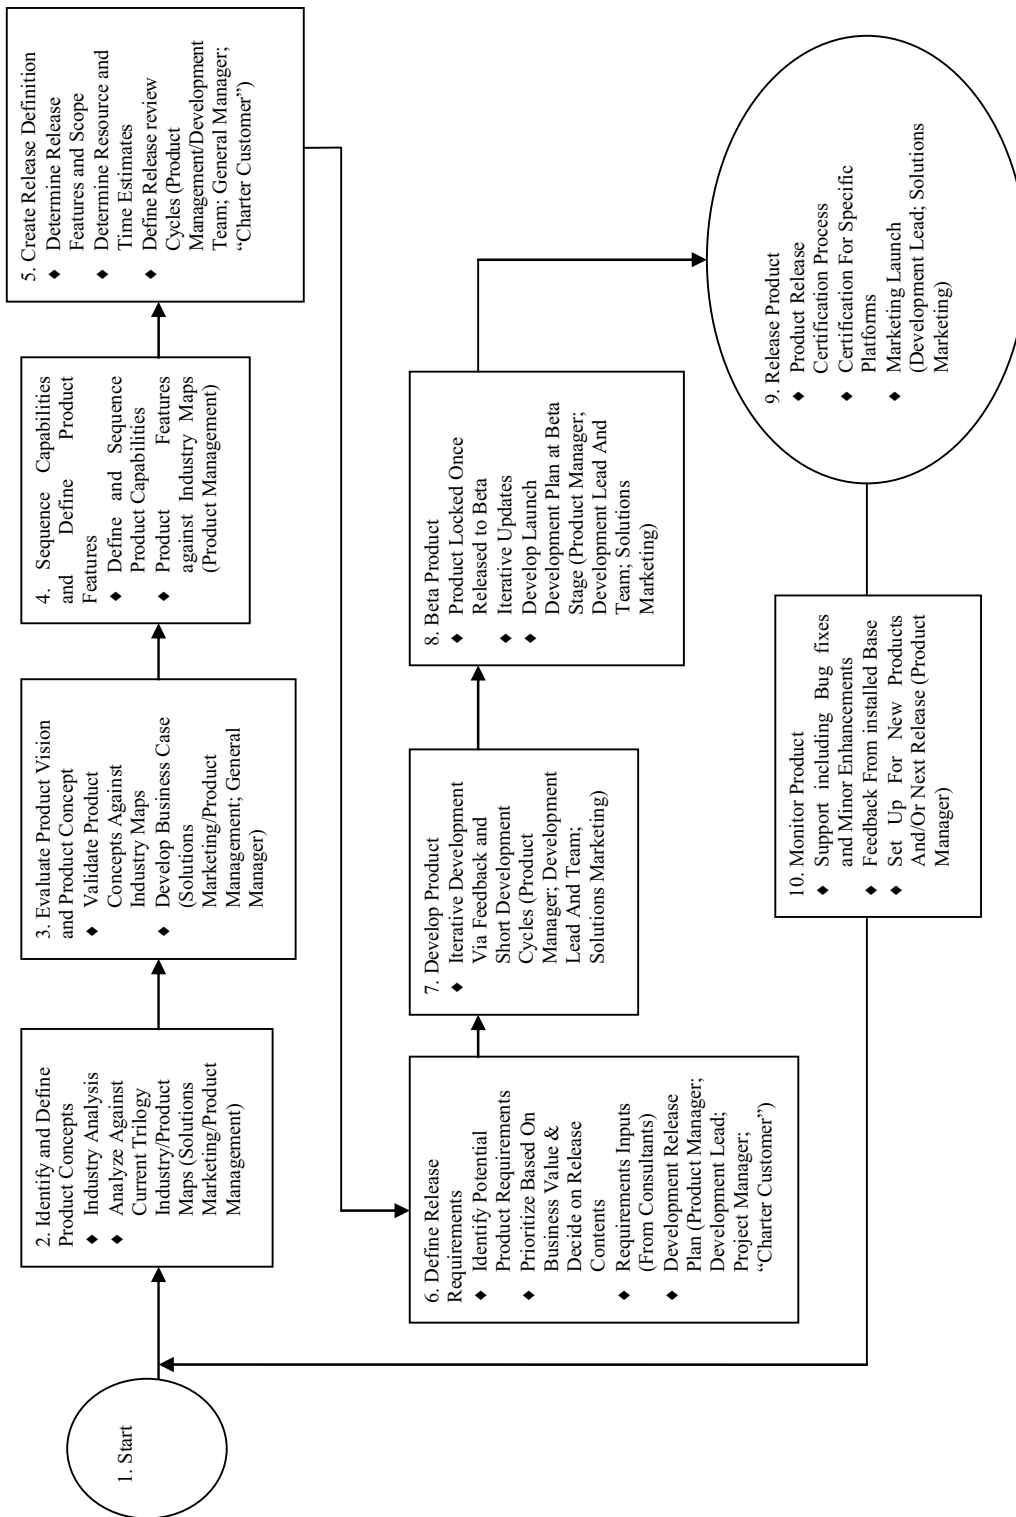 1. Start
2. Identify and Define
Product Concepts
♦ Industry Analysis
♦ Analyze Against
Current Trilogy
Industry/Product
Maps (Solutions
Marketing/Product
Management)
3. Evaluate Product Vision
and Product Concept
♦ Validate Product
Concepts Against
Industry Maps
♦ Develop Business Case
(Solutions
Marketing/Product
Management; General
Manager)
4. Sequence Capabilities
and Define Product
Features
♦ Define and Sequence
Product Capabilities
♦ Product Features
against Industry Maps
(Product Management)
5. Create Release Definition
♦ Determine Release
Features and Scope
♦ Determine Resource and
Time Estimates
♦ Define Release review
Cycles (Product
Management/Development
Team; General Manager;
“Charter Customer”)
6. Define Release
Requirements
♦ Identify Potential
Product Requirements
♦ Prioritize Based On
Business Value &
Decide on Release
Contents
♦ Requirements Inputs
(From Consultants)
♦ Development Release
Plan (Product Manager;
Development Lead;
Project Manager;
“Charter Customer”)
7. Develop Product
♦ Iterative Development
Via Feedback and
Short Development
Cycles (Product
Manager; Development
Lead And Team;
Solutions Marketing)
8. Beta Product
♦ Product Locked Once
Released to Beta
♦ Iterative Updates
♦ Develop Launch
Development Plan at Beta
Stage (Product Manager;
Development Lead And
Team; Solutions
Marketing)
9. Release Product
♦ Product Release
Certification Process
♦ Certification For Specific
Platforms
♦ Marketing Launch
(Development Lead; Solutions
Marketing)
10. Monitor Product
♦ Support including Bug fixes
and Minor Enhancements
♦ Feedback From installed Base
♦ Set Up For New Products
And/Or Next Release (Product
Manager)